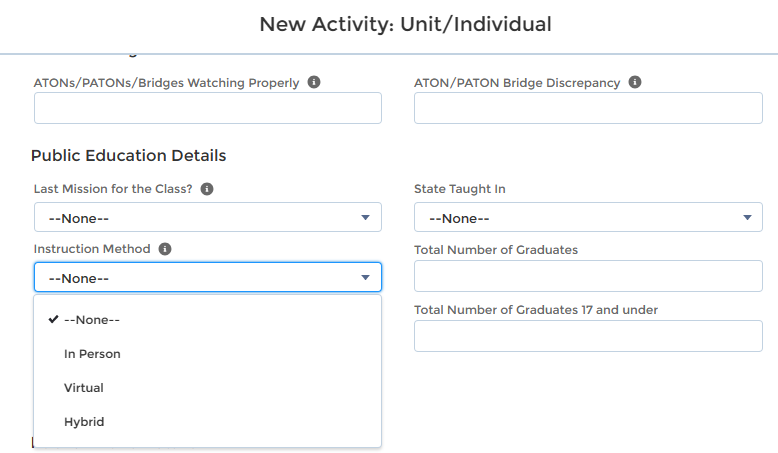 New Activity: Unit/Individual
ATONs/PATONs/Bridges Watching Properly
ATON/PATON Bridge Discrepancy
Public Education Details
Last Mission for the Class?
State Taught In
--None--
--None--
Instruction Method
Total Number of Graduates
--None--
Total Number of Graduates 17 and under
--None--
In Person
Virtual
Hybrid